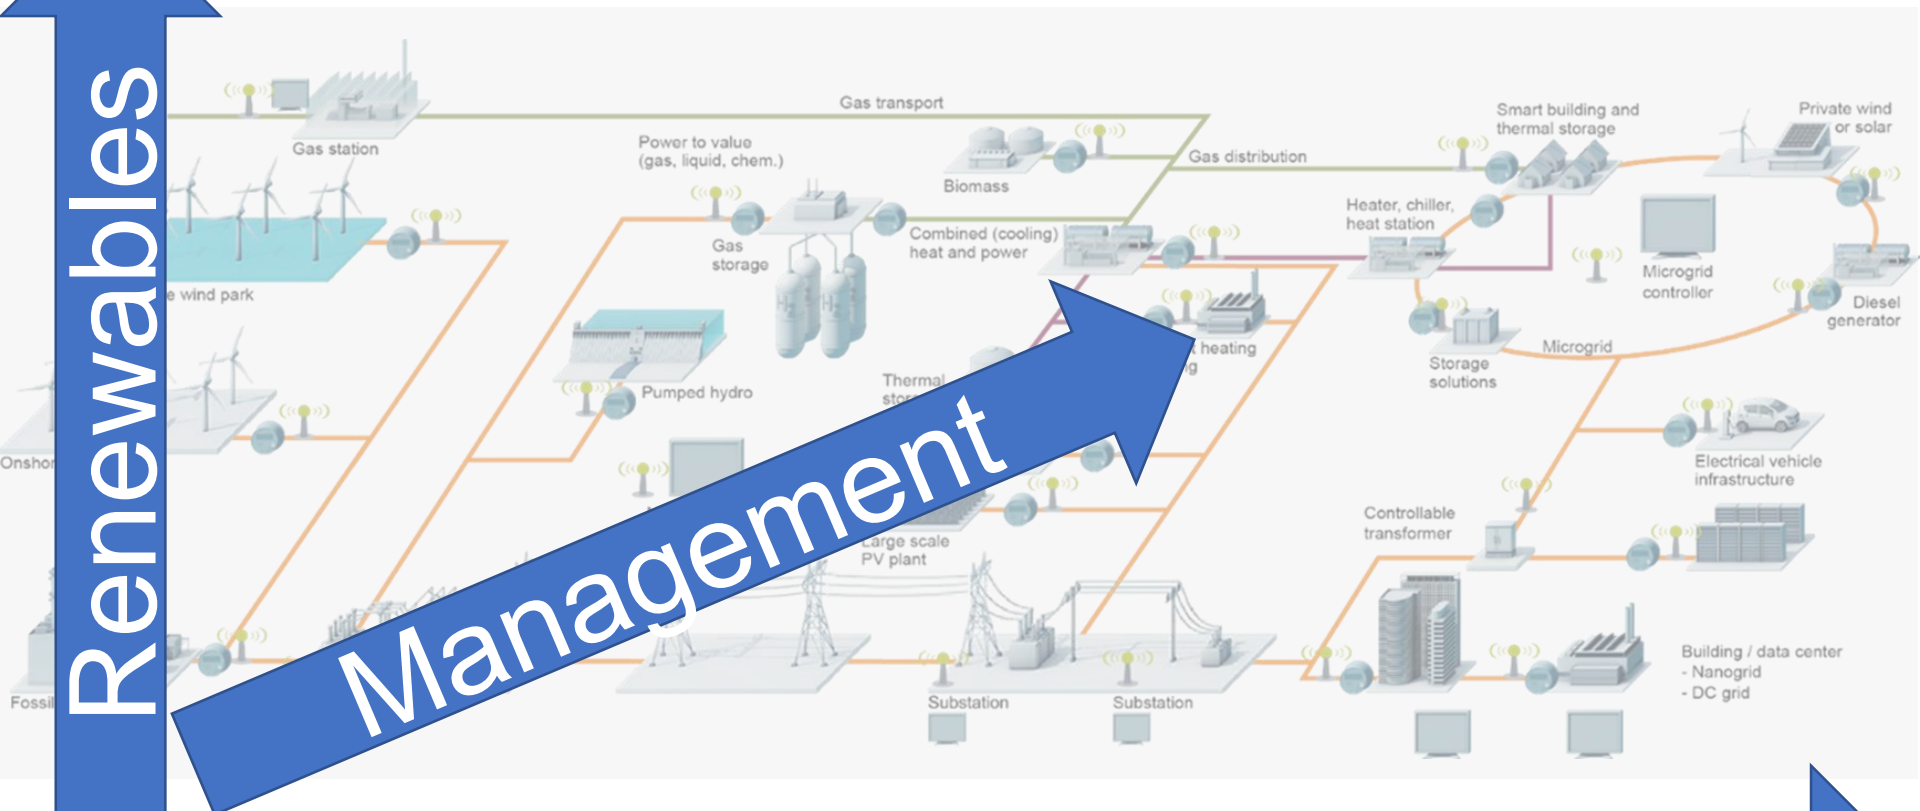 Renewables
Management
Gas transport
Gas station
Power to value
(gas, liquid, chem.)
Biomass
Gas distribution
Smart building and
thermal storage
Private wind
or solar
Heater, chiller,
heat station
Gas
storage
Combined (cooling)
heat and power
Microgrid
controller
Diesel
generator
e wind park
H2
H2
heating
Microgrid
Storage
solutions
Pumped hydro
Thermal
Onshor
Electrical vehicle
infrastructure
Controllable
transformer
Large scale
PV plant
Building / data center
- Nanogrid
- DC grid
Fossil
Substation
Substation